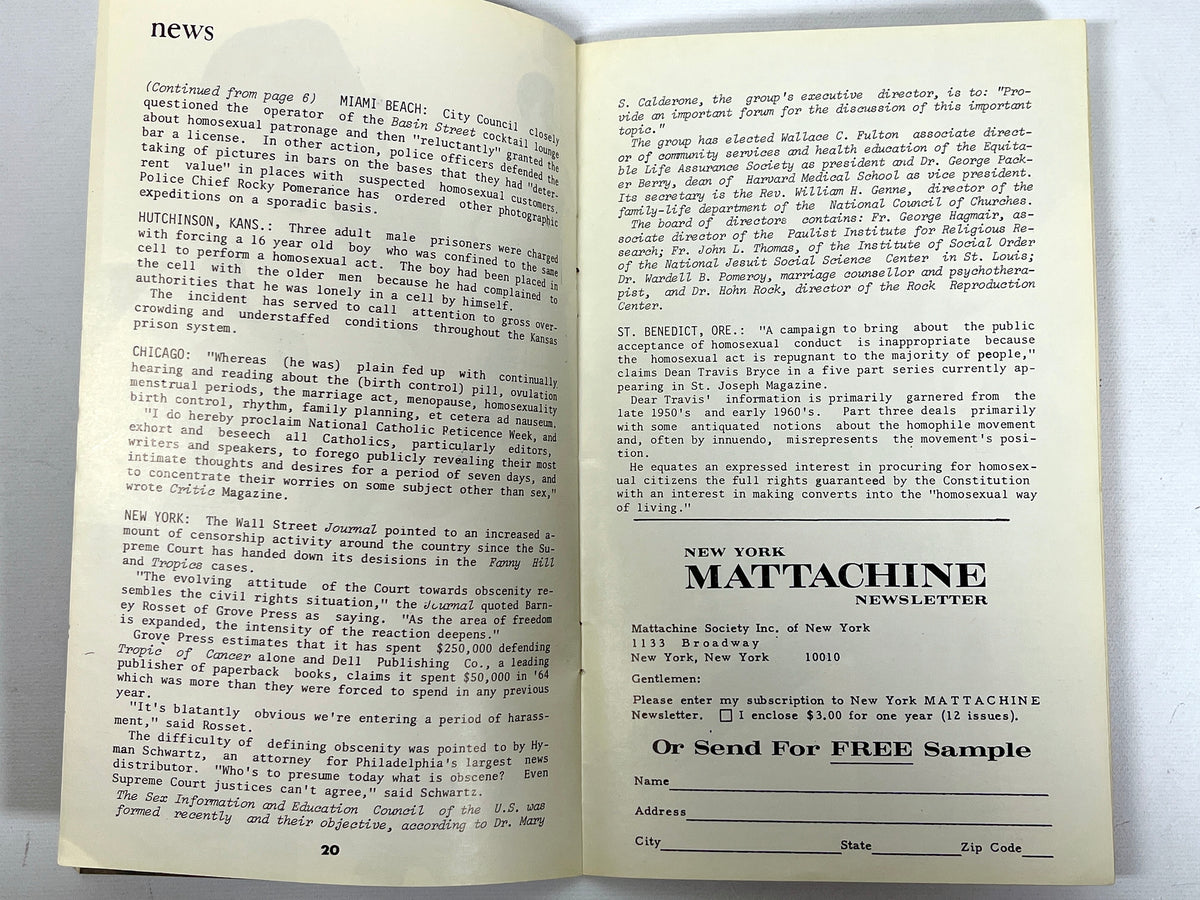 news
(Continued from page 6) MIAMI BEACH: City Council closely
questioned the operator of the Basin Street cocktail lounge
about homosexual patronage and then "reluctantly" granted the
bar a license. In other action, police officers defended the
taking of pictures in bars on the bases that they had "deter-
rent value" in places with suspected homosexual customers.
Police Chief Rocky Pomerance has ordered other photographic
expeditions on a sporadic basis.
HUTCHINSON, KANS.: Three adult male prisoners were charged
with forcing a 16 year old boy who was confined to the same
cell to perform a homosexual act. The boy had been placed in
the cell with the older men because he had complained to
authorities that he was lonely in a cell by himself.
The incident has served to call attention to gross over-
crowding and understaffed conditions throughout the Kansas
prison system.
CHICAGO: "Whereas (he was) plain fed up with continually
hearing and reading about the (birth control) pill, ovulation
menstrual periods, the marriage act, menopause, homosexuality
birth control, rhythm, family planning, et cetera ad nauseum,
"I do hereby proclaim National Catholic Peticence Week, and
exhort and beseech all Catholics, particularly editors,
writers and speakers, to forego publicly revealing their most
intimate thoughts and desires for a period of seven days, and
to concentrate their worries on some subject other than sex,"
wrote Critic Magazine.
NEW YORK: The Wall Street Journal pointed to an increased a-
mount of censorship activity around the country since the Su-
preme Court has handed down its desisions in the Fanny Hill
and Tropics cases.
"The evolving attitude of the Court towards obscenity re-
sembles the civil rights situation," the Journal quoted Barn-
ey Rosset of Grove Press as saying. "As the area of freedom
is expanded, the intensity of the reaction deepens."
Grove Press estimates that it has spent $250,000 defending
Tropic of Cancer alone and Dell Publishing Co., a leading
publisher of paperback books, claims it spent $50,000 in '64
which was more than they were forced to spend in any previous
year.
"It's blatantly obvious we're entering a period of harass-
ment," said Rosset.
The difficulty of defining obscenity was pointed to by Hy-
man Schwartz, an attorney for Philadelphia's largest news
distributor. "Who's to presume today what is obscene? Even
Supreme Court justices can't agree," said Schwartz.
The Sex Information and Education Council of the U.S. was
formed recently and their objective, according to Dr. Mary
20
S. Calderone, the group's executive director, is to: "Pro-
vide an important forum for the discussion of this important
topic."
The group has elected Wallace C. Fulton associate direct-
or of community services and health education of the Equita-
ble Life Assurance Society as president and Dr. George Pack-
er Berry, dean of Harvard Medical School as vice president.
Its secretary is the Rev. William H. Genne, director of the
family-life department of the National Council of Churches.
The board of directors contains: Fr. George Hagmair, as-
sociate director of the Paulist Institute for Religious Re-
search; Fr. John L. Thomas, of the Institute of Social Order
of the National Jesuit Social Science Center in St. Louis;
Dr. Wardell B. Pomeroy, marriage counsellor and psychothera-
pist, and Dr. Hohn Rock, director of the Rock Reproduction
Center.
ST. BENEDICT, ORE.: "A campaign to bring about the public
acceptance of homosexual conduct is inappropriate because
the homosexual act is repugnant to the majority of people,"
claims Dean Travis Bryce in a five part series currently ap-
pearing in St. Joseph Magazine.
Dear Travis' information is primarily garnered from the
late 1950's and early 1960's. Part three deals primarily
with some antiquated notions about the homophile movement
and, often by innuendo, misrepresents the movement's posi-
tion.
He equates an expressed interest in procuring for homosex-
ual citizens the full rights guaranteed by the Constitution
with an interest in making converts into the "homosexual way
of living."
NEW YORK
MATTACHINE
NEWSLETTER
Mattachine Society Inc. of New York
1133 Broadway
New York, New York 10010
Gentlemen:
Please enter my subscription to New York MATTACHINE
Newsletter. I enclose $3.00 for one year (12 issues).
Or Send For FREE Sample
Name
Address
City State Zip Code